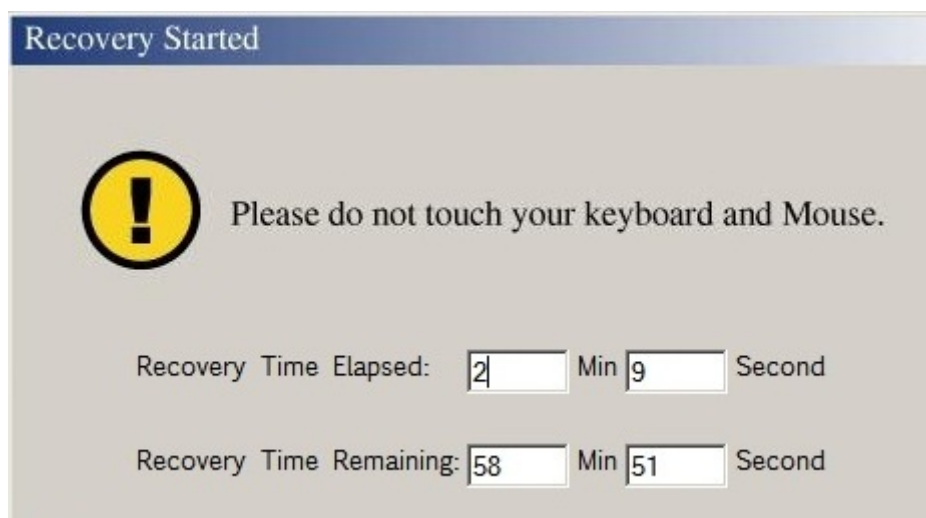 Recovery Started
Please do not touch your keyboard and Mouse.
Recovery Time Elapsed: 2 Min 9 Second
Recovery Time Remaining: 58 Min 51 Second